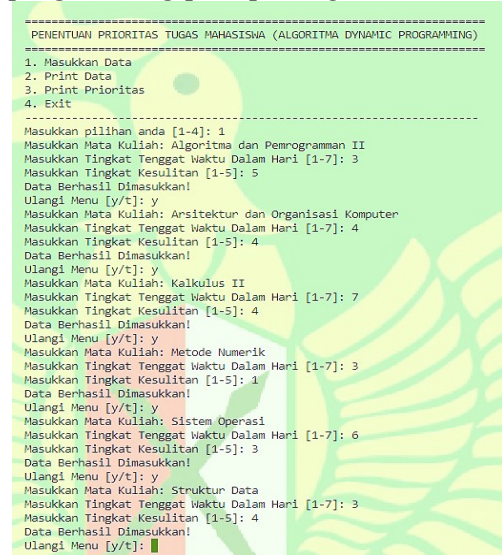 ============================================================
PENENTUAN PRIORITAS TUGAS MAHASISWA (ALGORITMA DYNAMIC PROGRAMMING)
============================================================
1. Masukkan Data
2. Print Data
3. Print Prioritas
4. Exit
------------------------------------------------------------
Masukkan pilihan anda [1-4]: 1
Masukkan Mata Kuliah: Algoritma dan Pemrograman II
Masukkan Tingkat Tenggat Waktu Dalam Hari [1-7]: 3
Masukkan Tingkat Kesulitan [1-5]: 5
Data Berhasil Dimasukkan!
Ulangi Menu [y/t]: y
Masukkan Mata Kuliah: Arsitektur dan Organisasi Komputer
Masukkan Tingkat Tenggat Waktu Dalam Hari [1-7]: 4
Masukkan Tingkat Kesulitan [1-5]: 4
Data Berhasil Dimasukkan!
Ulangi Menu [y/t]: y
Masukkan Mata Kuliah: Kalkulus II
Masukkan Tingkat Tenggat Waktu Dalam Hari [1-7]: 7
Masukkan Tingkat Kesulitan [1-5]: 4
Data Berhasil Dimasukkan!
Ulangi Menu [y/t]: y
Masukkan Mata Kuliah: Metode Numerik
Masukkan Tingkat Tenggat Waktu Dalam Hari [1-7]: 3
Masukkan Tingkat Kesulitan [1-5]: 1
Data Berhasil Dimasukkan!
Ulangi Menu [y/t]: y
Masukkan Mata Kuliah: Sistem Operasi
Masukkan Tingkat Tenggat Waktu Dalam Hari [1-7]: 6
Masukkan Tingkat Kesulitan [1-5]: 3
Data Berhasil Dimasukkan!
Ulangi Menu [y/t]: y
Masukkan Mata Kuliah: Struktur Data
Masukkan Tingkat Tenggat Waktu Dalam Hari [1-7]: 3
Masukkan Tingkat Kesulitan [1-5]: 4
Data Berhasil Dimasukkan!
Ulangi Menu [y/t]: